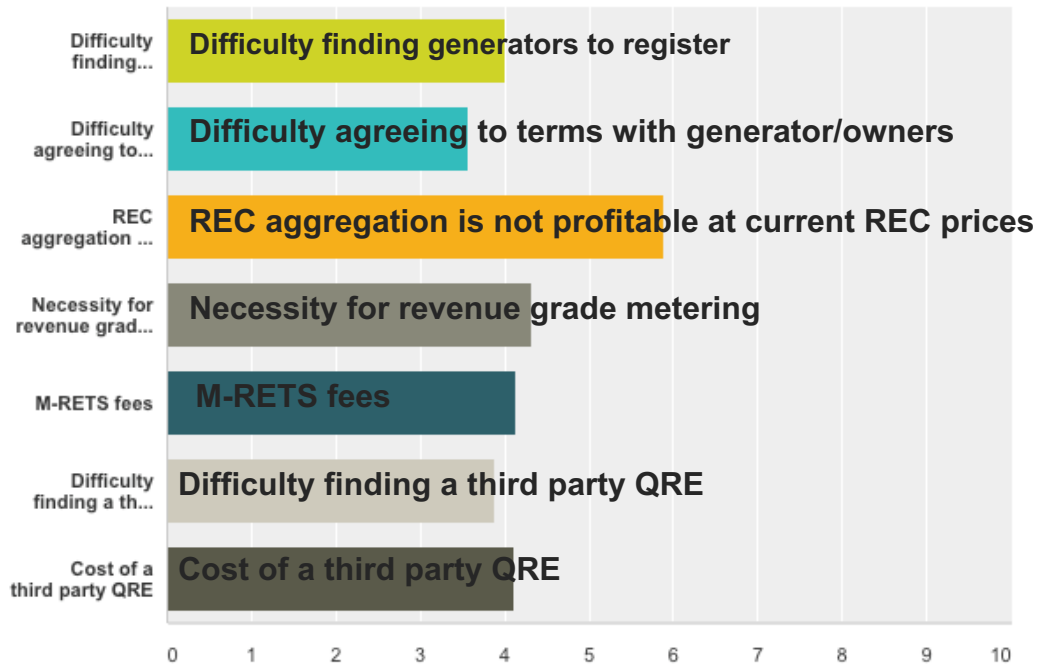 Difficulty
finding...
Difficulty finding generators to register
Difficulty
agreeing to...
Difficulty agreeing to terms with generator/owners
REC
aggregation ...
REC aggregation is not profitable at current REC prices
Necessity for
revenue grad...
Necessity for revenue grade metering
M-RETS fees
M-RETS fees
Difficulty
finding a th...
Difficulty finding a third party QRE
Cost of a
third party QRE
Cost of a third party QRE
0 1 2 3 4 5 6 7 8 9 10